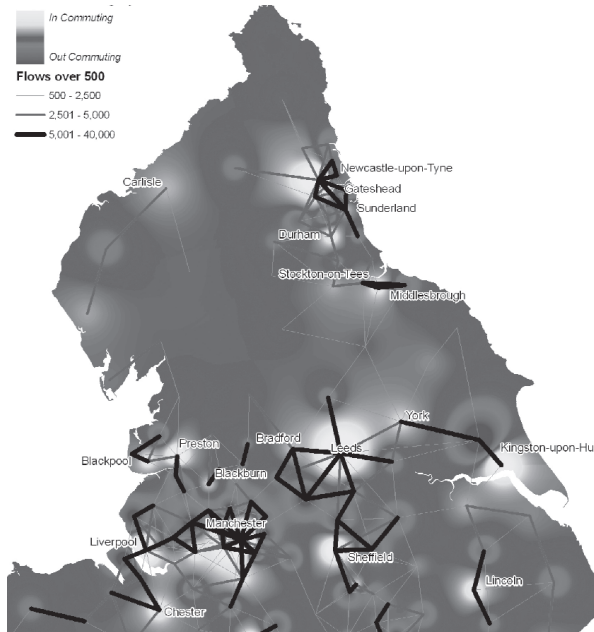 In Commuting
Out Commuting
Flows over 500
500 - 2,500
2,501 - 5,000
5,001 - 40,000
Newcastle-upon-Tyne
Carlisle
Gateshead
Sunderland
Durham
Stockton-on-Tees
Middlesbrough
York
Bradford
Preston
Leeds
Kingston-upon-Hu
Blackpool
Blackburn
Manchester
Liverpool
Sheffield
Lincoln
Chester